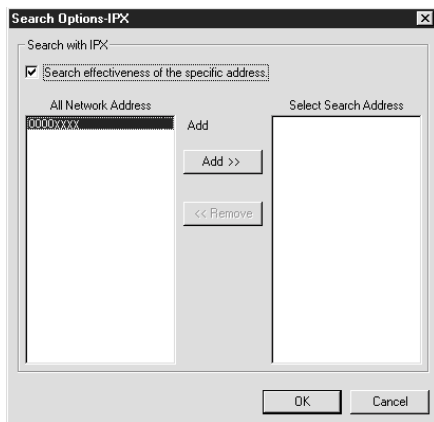 Search Options-IPX
Search with IPX
Search effectiveness of the specific address.
All Network Address
Select Search Address
0000xxxx
Add
Add >>
<< Remove
OK
Cancel